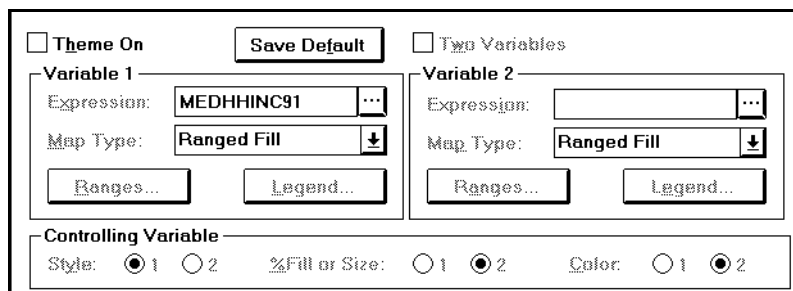 Theme On Save Default Two Variables
Variable 1
Expression: MEDHHINC91 ...
Map Type: Ranged Fill
Ranges... Legend...
Variable 2
Expression: ...
Map Type: Ranged Fill
Ranges... Legend...
Controlling Variable
Style: 1 2 %Fill or Size: 1 2 Color: 1 2